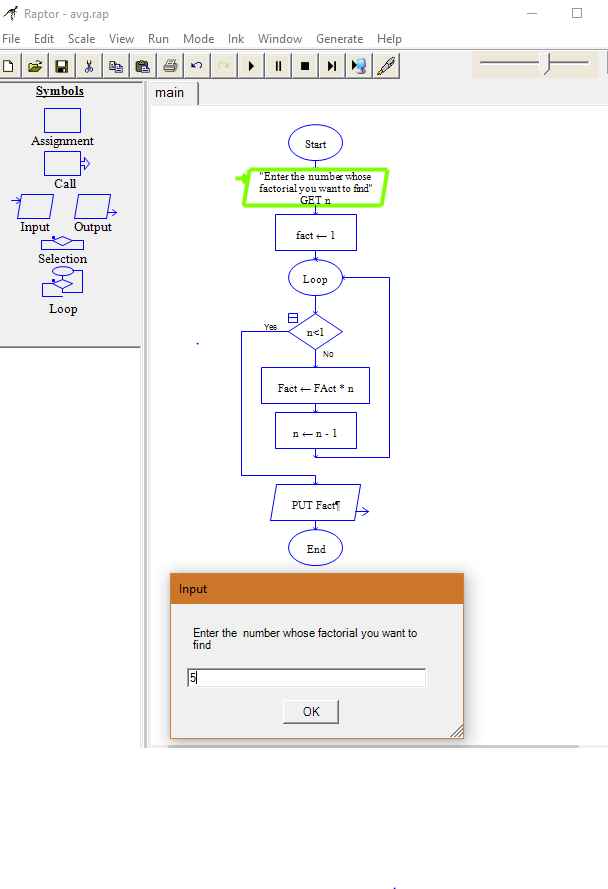 Raptor - avg.rap
File Edit Scale View Run Mode Ink Window Generate Help
Symbols
Assignment
Call
Input Output
Selection
Loop
main
Start
"Enter the number whose
factorial you want to find"
GET n
fact ← 1
Loop
Yes
n<1
No
Fact ← FAct * n
n ← n - 1
PUT Fact¶
End
Input
Enter the number whose factorial you want to
find
5
OK